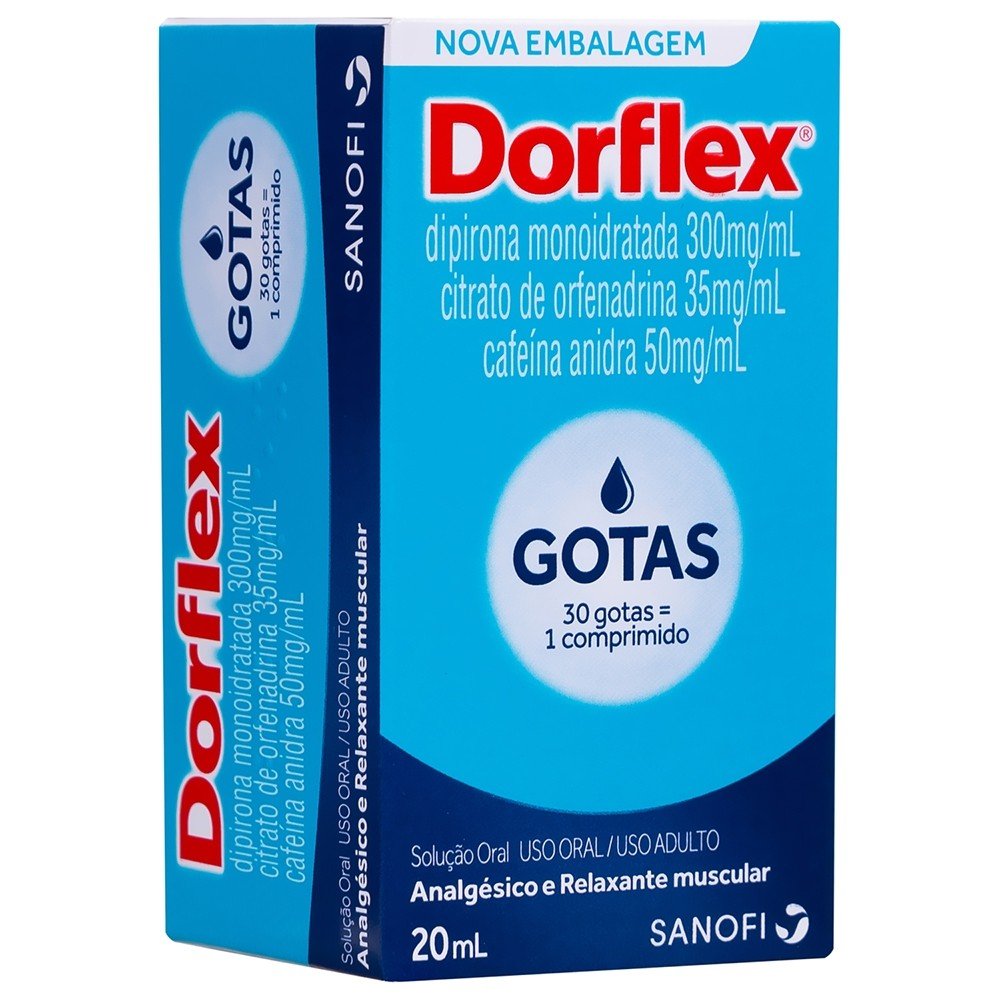 NOVA EMBALAGEM
Dorflex®
dipirona monoidratada 300mg/mL
citrato de orfenadrina 35mg/mL
cafeína anidra 50mg/mL
GOTAS
30 gotas =
1 comprimido
Solução Oral USO ORAL / USO ADULTO
Analgésico e Relaxante muscular
20 mL
SANOFI
GOTAS
30 gotas =
1 comprimido
Dorflex
dipirona monoidratada 300mg/mL
citrato de orfenadrina 35mg/mL
cafeína anidra 50mg/mL
SANOFI
Solução Oral USO ORAL / USO ADULTO
Analgésico e Relaxante muscular